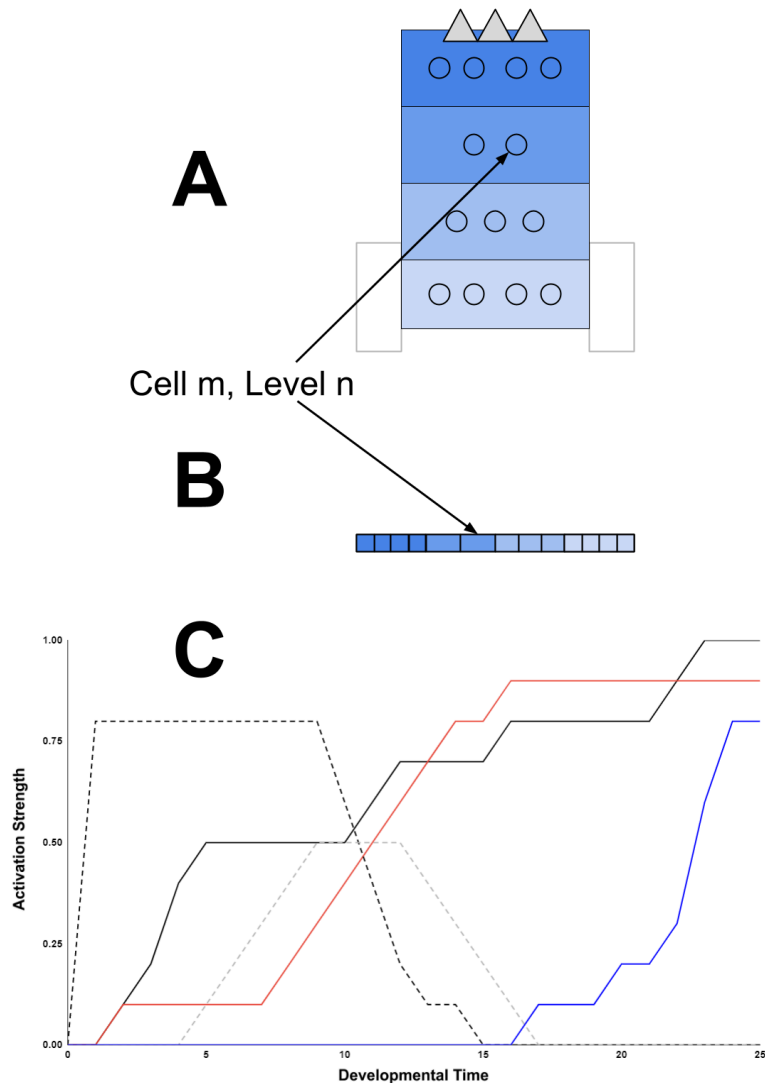 A
Cell m, Level n
B
C
1.00
0.75
0.50
0.25
0.00
Activation Strength
0 5 10 15 20 25
Developmental Time